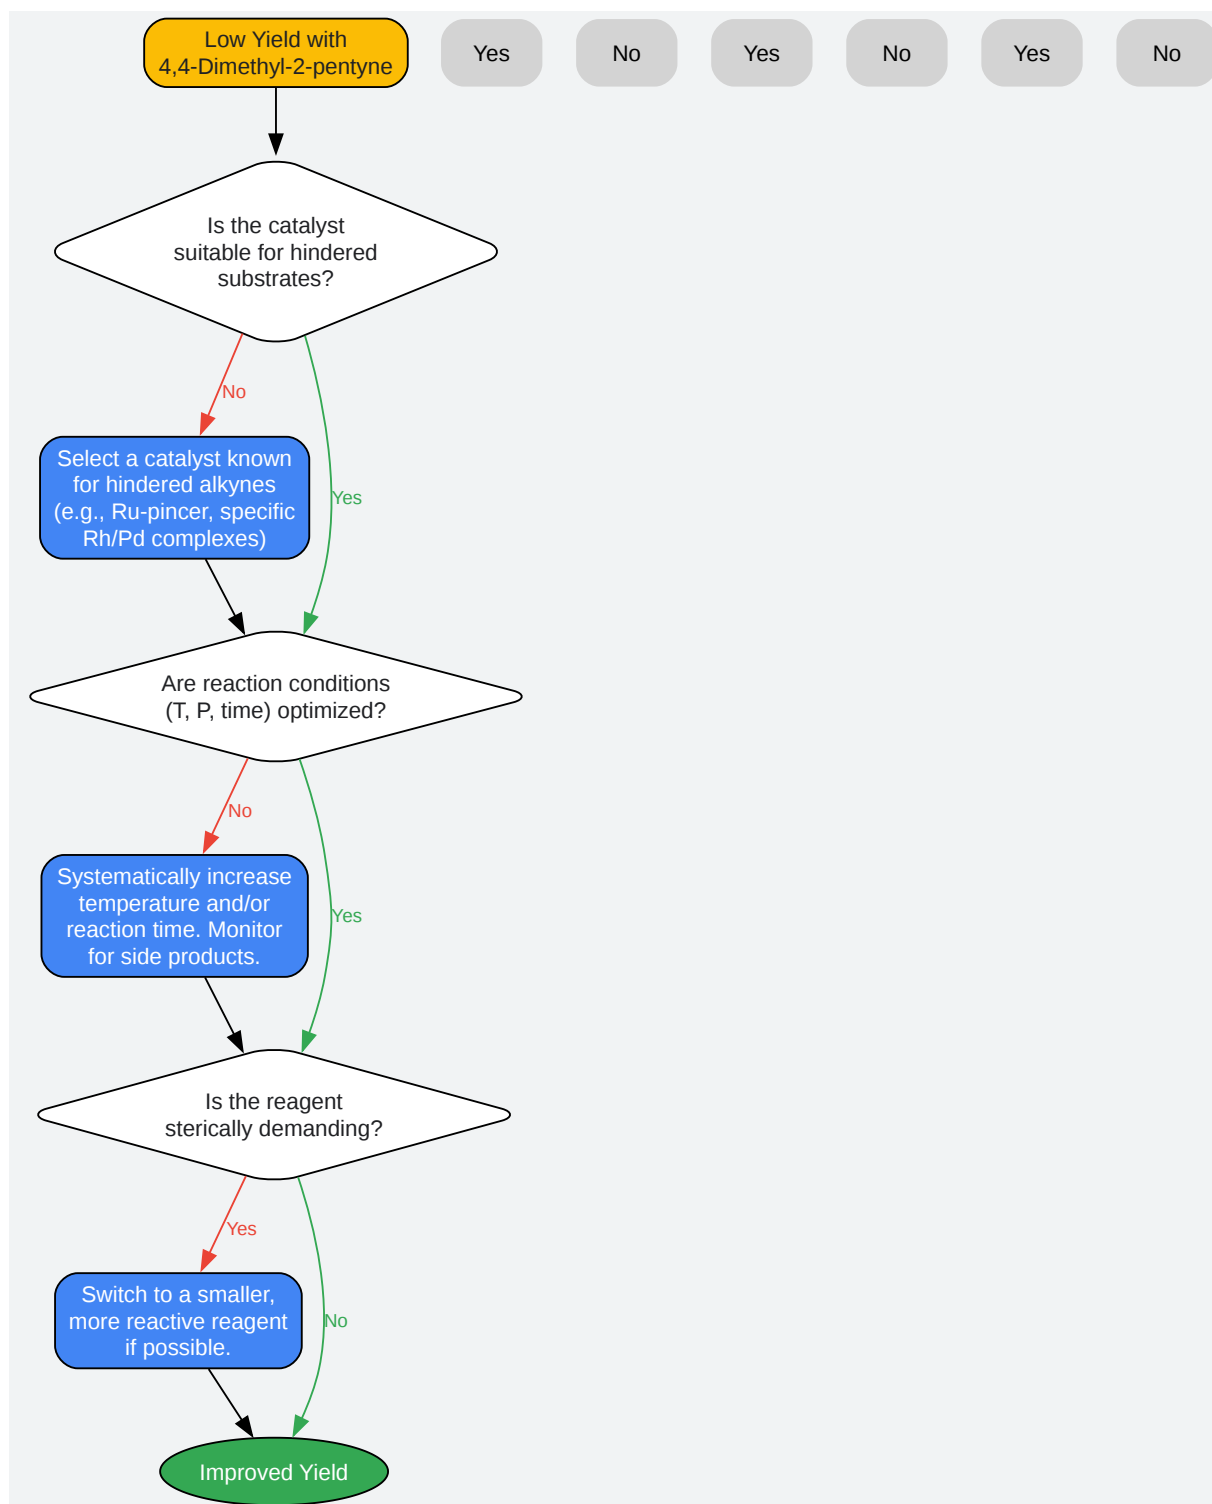 Low Yield with
4,4-Dimethyl-2-pentyne
Yes
No
Yes
No
Yes
No
Is the catalyst
suitable for hindered
substrates?
No
Select a catalyst known
for hindered alkynes
(e.g., Ru-pincer, specific
Rh/Pd complexes)
Yes
Are reaction conditions
(T, P, time) optimized?
No
Systematically increase
temperature and/or
reaction time. Monitor
for side products.
Yes
Is the reagent
sterically demanding?
Yes
Switch to a smaller,
more reactive reagent
if possible.
No
Improved Yield